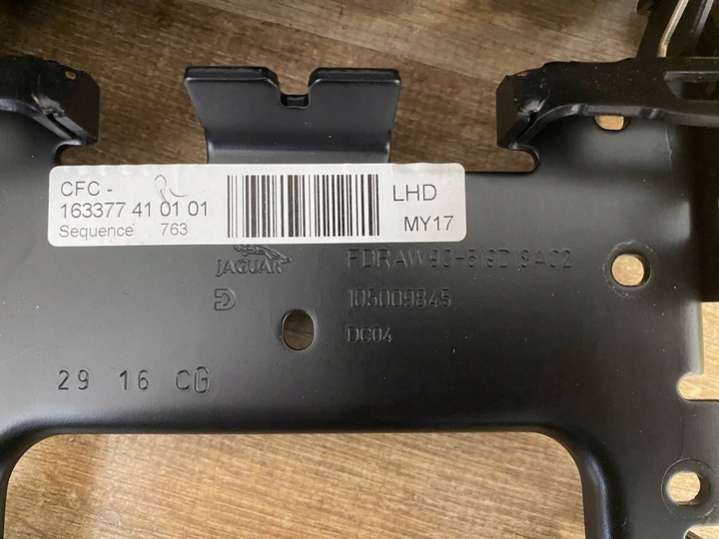 CFC -
163377 41 01 01
Sequence 763
LHD
MY17
JAGUAR
D
105009845
DC04
29 16 CG